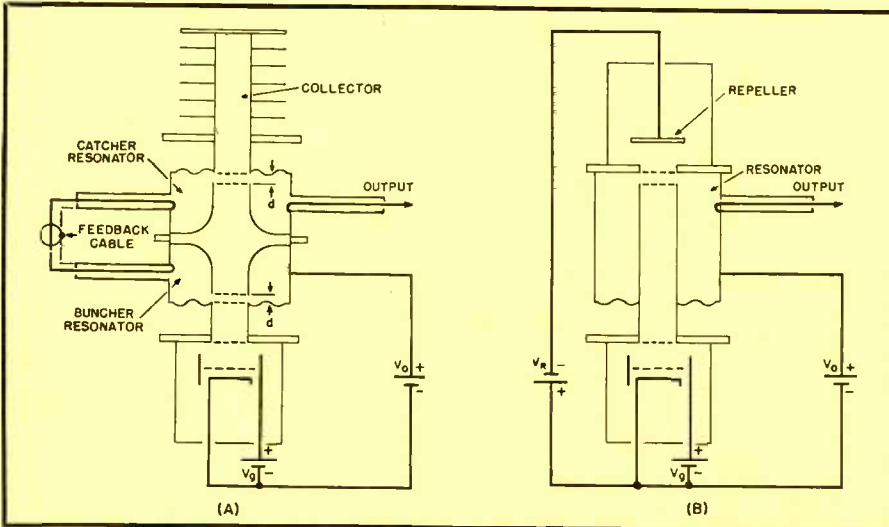 COLLECTOR
CATCHER
RESONATOR
OUTPUT
d
FEEDBACK
CABLE
BUNCHER
RESONATOR
d
V₀
+
−
+
Vg
−
(A)
REPELLER
RESONATOR
OUTPUT
VR
−
+
V₀
+
−
+
Vg
−
(B)